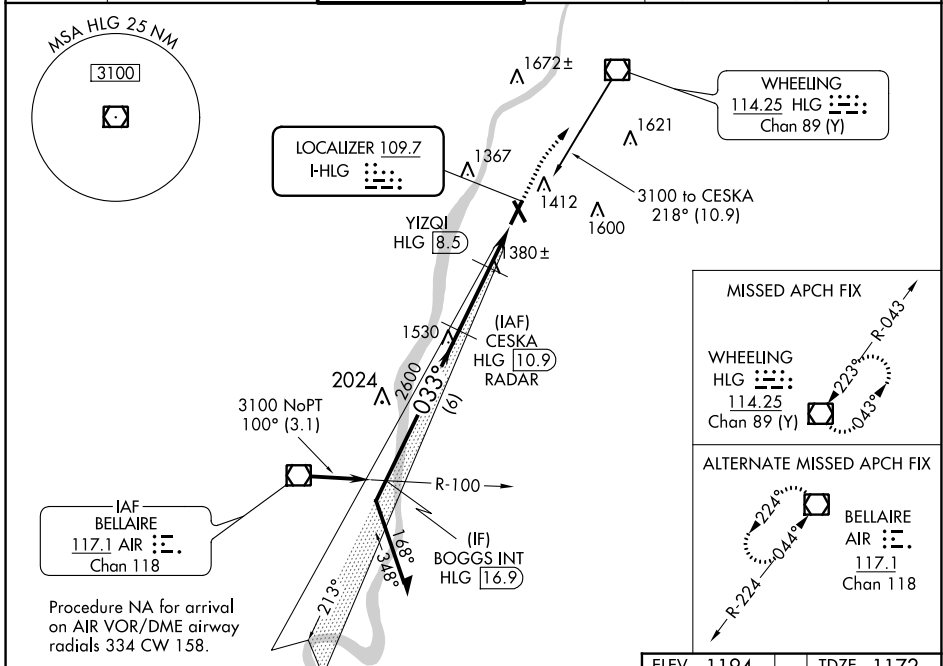 MSA HLG 25 NM
3100
1672±
WHEELING
114.25 HLG
Chan 89 (Y)
1621
LOCALIZER 109.7
I-HLG
1367
1412
3100 to CESKA
218° (10.9)
1600
YIZQI
HLG 8.5
1380±
MISSED APCH FIX
R-043
WHEELING
HLG
114.25
Chan 89 (Y)
223°
043°
1530
(IAF)
CESKA
HLG 10.9
RADAR
2024
2600
033°
(6)
3100 NoPT
100° (3.1)
R-100
ALTERNATE MISSED APCH FIX
224°
044°
R-224
BELLAIRE
AIR
117.1
Chan 118
IAF
BELLAIRE
117.1 AIR
Chan 118
(IF)
BOGGS INT
HLG 16.9
168°
348°
213°
Procedure NA for arrival
on AIR VOR/DME airway
radials 334 CW 158.
ELEV 1194
TDZE 1172